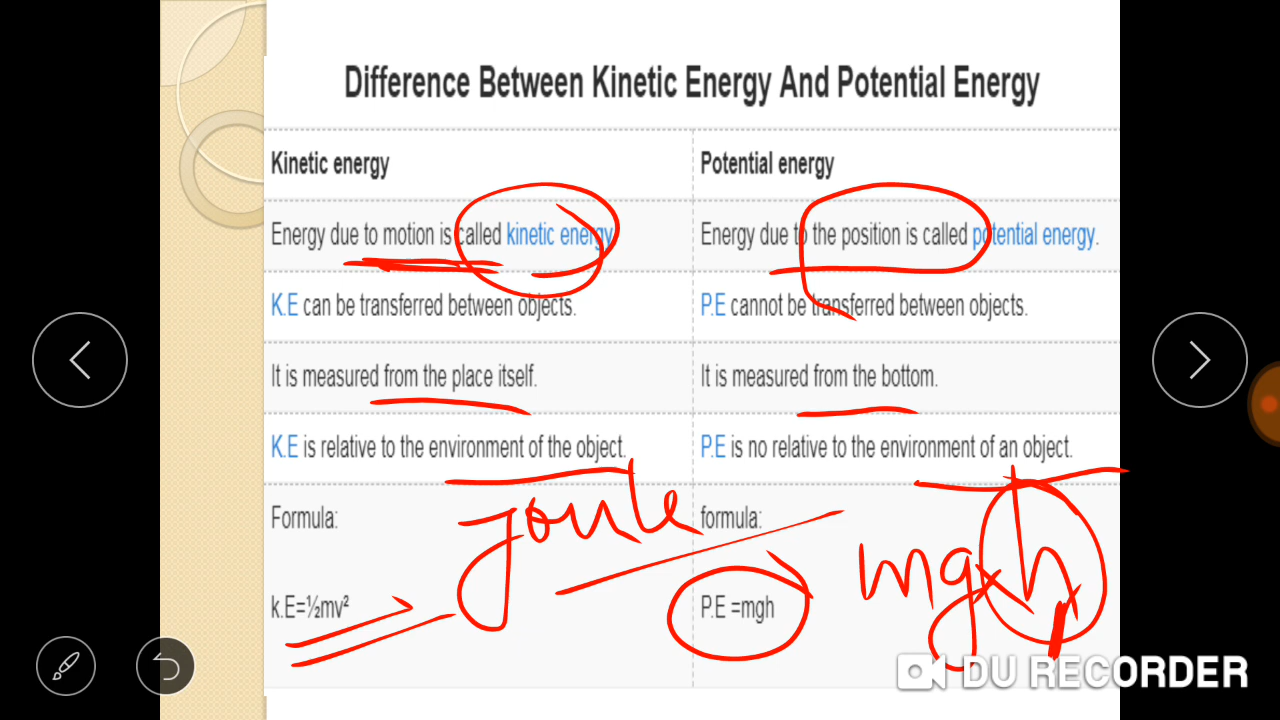 Difference Between Kinetic Energy And Potential Energy
Kinetic energy
Potential energy
Energy due to motion is called kinetic energy
Energy due to the position is called potential energy.
K.E can be transferred between objects.
P.E cannot be transferred between objects.
It is measured from the place itself.
It is measured from the bottom.
K.E is relative to the environment of the object.
P.E is no relative to the environment of an object.
Formula:
joule
formula:
k.E=½mv²
P.E =mgh
mgh
DU RECORDER